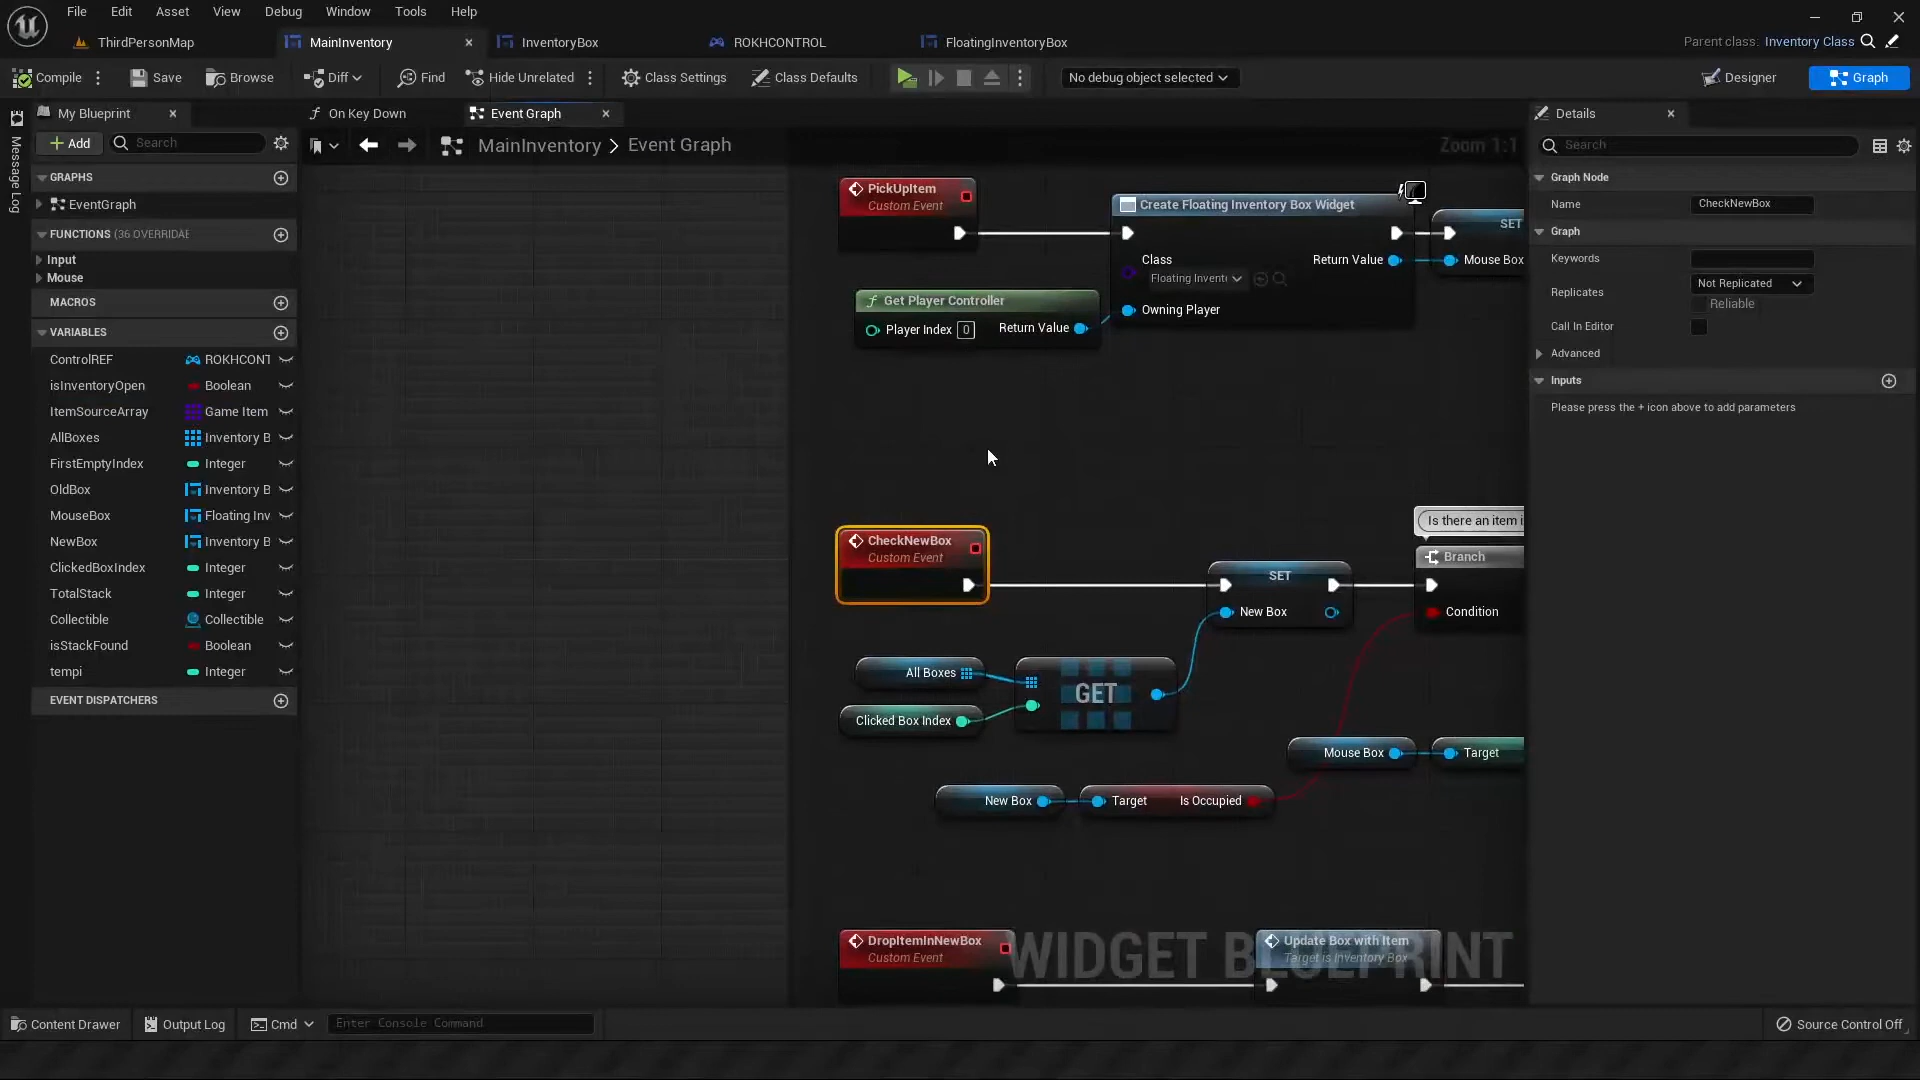 File Edit Asset View Debug Window Tools Help
ThirdPersonMap MainInventory InventoryBox ROKHCONTROL FloatingInventoryBox Parent class: Inventory Class
Compile Save Browse Diff Find Hide Unrelated Class Settings Class Defaults No debug object selected Designer Graph
Message Log
My Blueprint
Add Search
GRAPHS
EventGraph
FUNCTIONS (36 OVERRIDAE
Input
Mouse
MACROS
VARIABLES
ControlREF ROKHCONT
isInventoryOpen Boolean
ItemSourceArray Game Item
AllBoxes Inventory B
FirstEmptyIndex Integer
OldBox Inventory B
MouseBox Floating Inv
NewBox Inventory B
ClickedBoxIndex Integer
TotalStack Integer
Collectible Collectible
isStackFound Boolean
tempi Integer
EVENT DISPATCHERS
On Key Down Event Graph
MainInventory > Event Graph Zoom 1:1
PickUpItem
Custom Event
Create Floating Inventory Box Widget
Class
Floating Invent
Return Value
Owning Player
SET
Mouse Box
Get Player Controller
Player Index 0 Return Value
CheckNewBox
Custom Event
SET
New Box
Is there an item i
Branch
Condition
All Boxes
GET
Clicked Box Index
Mouse Box Target
New Box Target Is Occupied
DropItemInNewBox
Custom Event
Update Box with Item
Target is Inventory Box
WIDGET BLUEPRINT
Details
Search
Graph Node
Name CheckNewBox
Graph
Keywords
Replicates Not Replicated
Reliable
Call In Editor
Advanced
Inputs
Please press the + icon above to add parameters
Content Drawer Output Log Cmd Enter Console Command Source Control Off